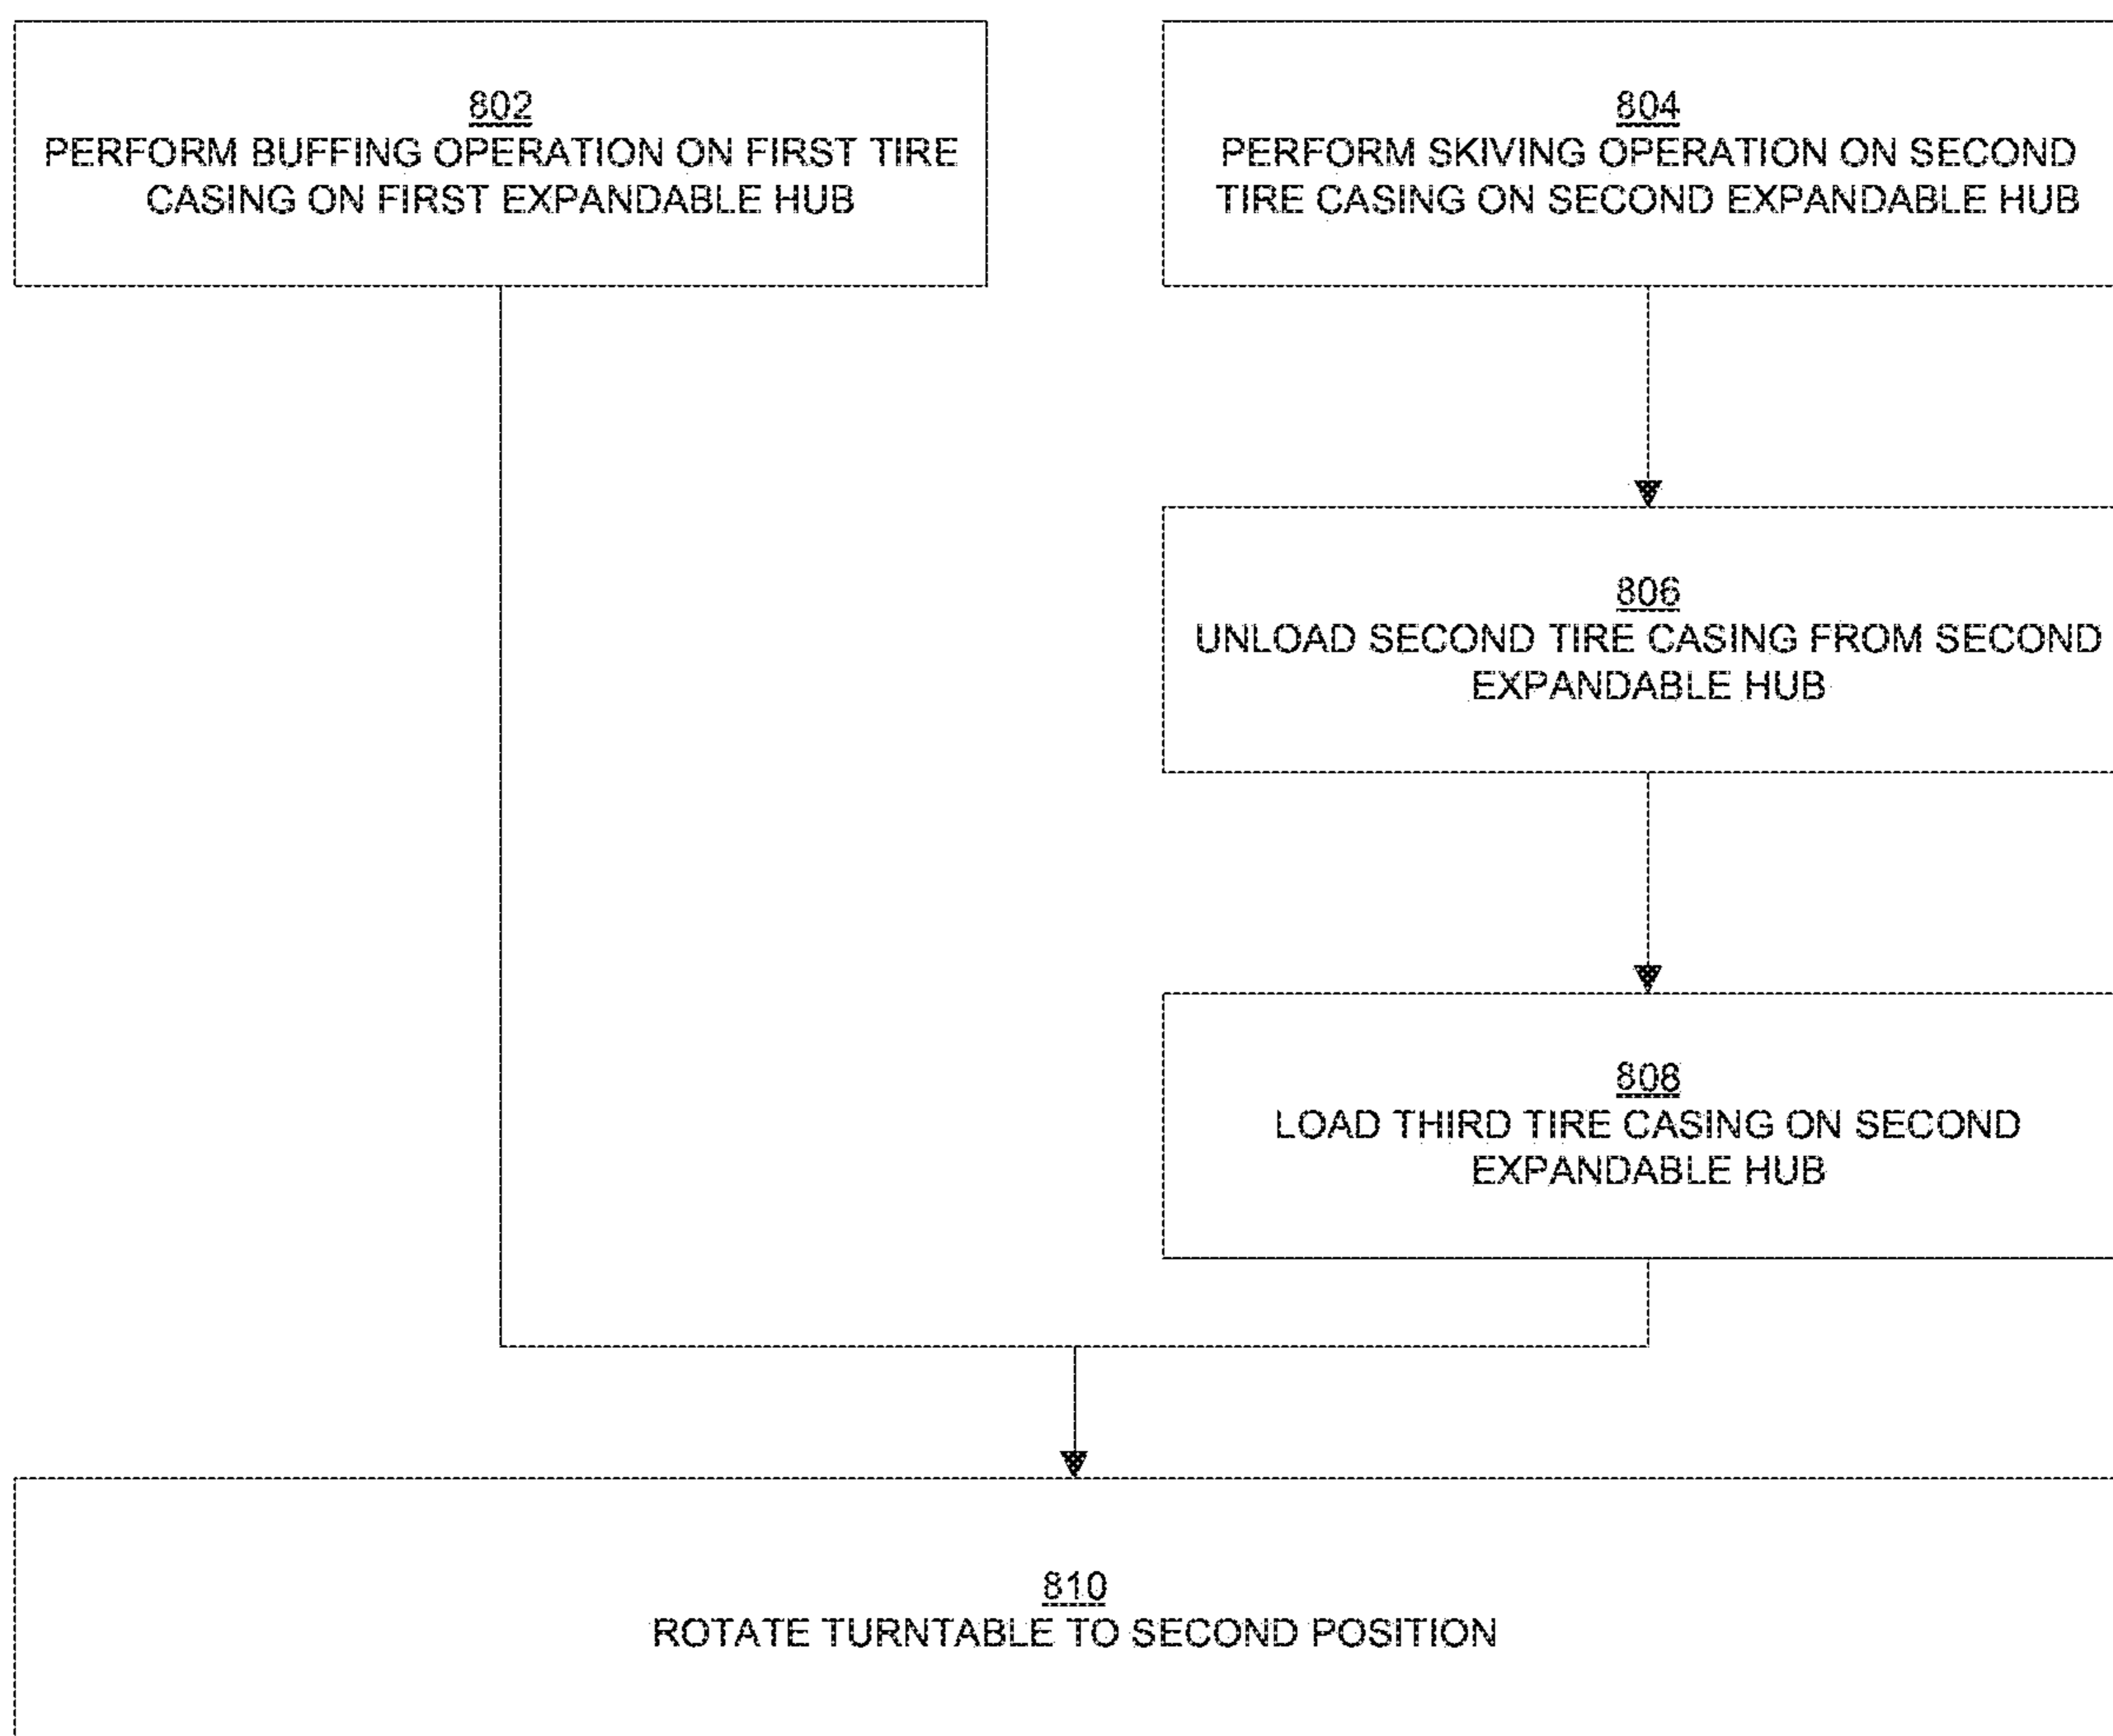 802
PERFORM BUFFING OPERATION ON FIRST TIRE
CASING ON FIRST EXPANDABLE HUB
804
PERFORM SKIVING OPERATION ON SECOND
TIRE CASING ON SECOND EXPANDABLE HUB
806
UNLOAD SECOND TIRE CASING FROM SECOND
EXPANDABLE HUB
808
LOAD THIRD TIRE CASING ON SECOND
EXPANDABLE HUB
810
ROTATE TURNTABLE TO SECOND POSITION